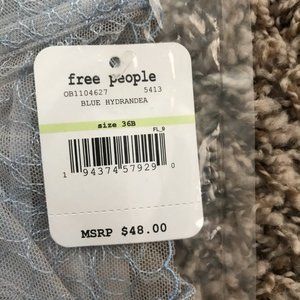 free people
OB1104627 5413
BLUE HYDRANDEA
size 36B
FL_9
1 94374 57929 0
MSRP $48.00